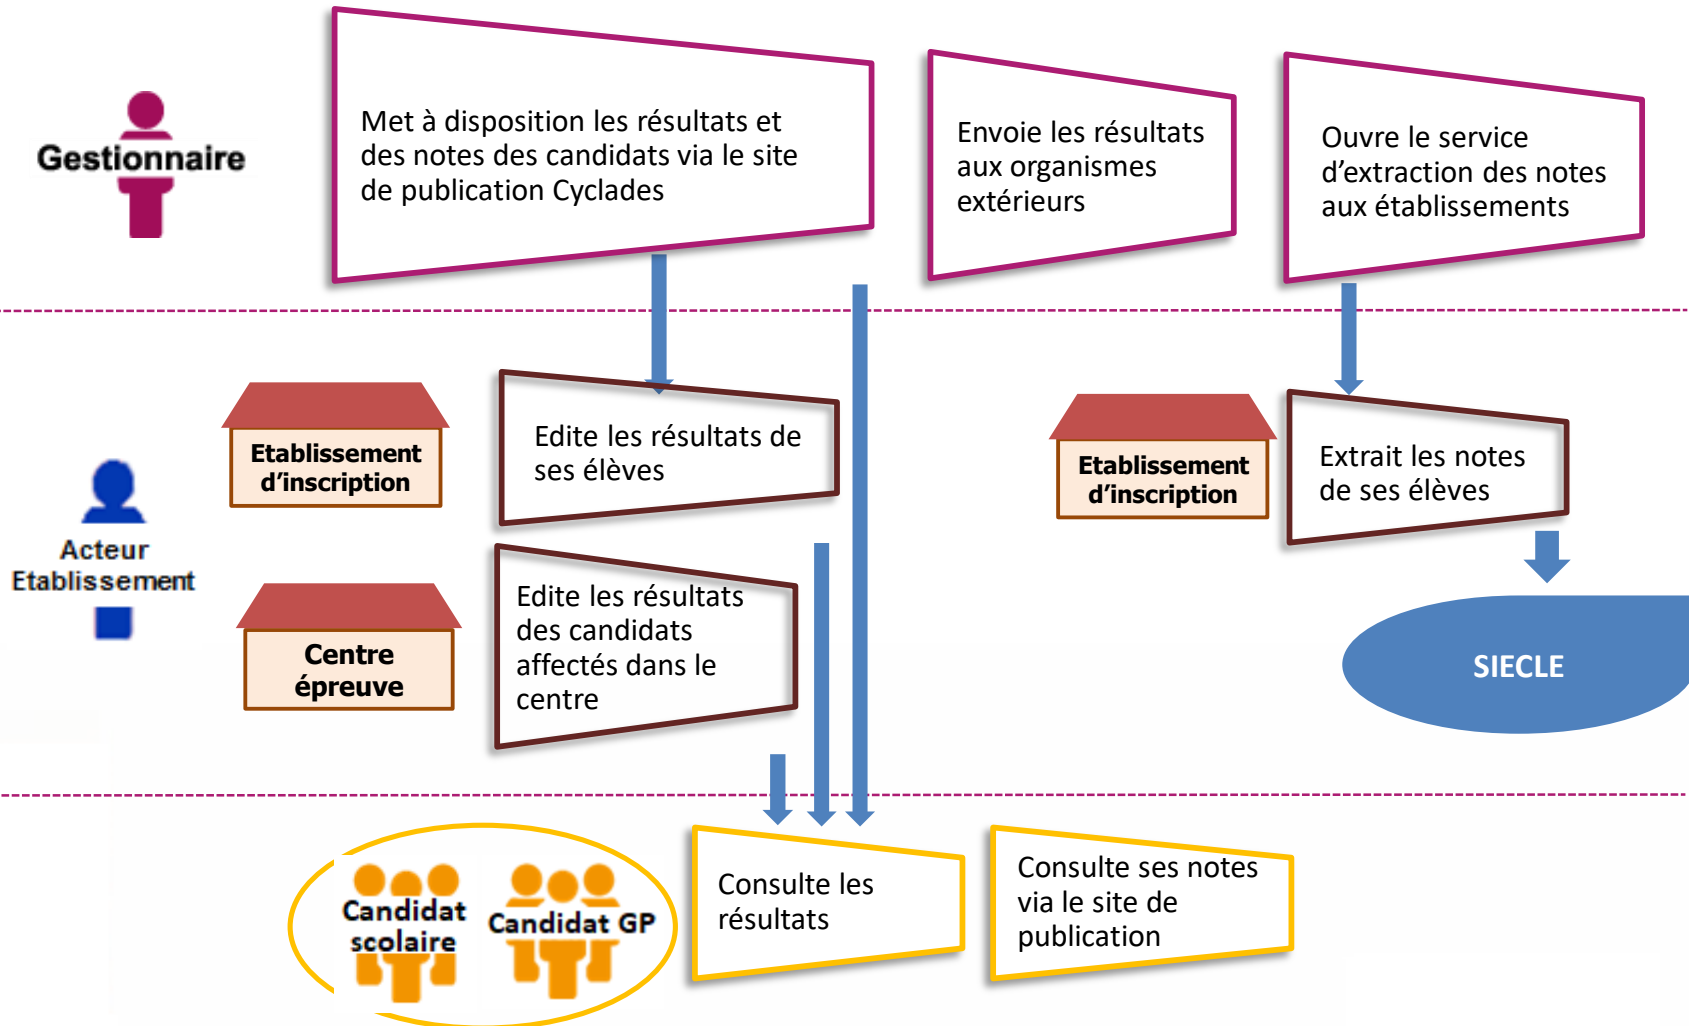 Gestionnaire
Met à disposition les résultats et
des notes des candidats via le site
de publication Cyclades
Envoie les résultats
aux organismes
extérieurs
Ouvre le service
d’extraction des notes
aux établissements
Acteur
Etablissement
Etablissement
d’inscription
Edite les résultats de
ses élèves
Centre
épreuve
Edite les résultats
des candidats
affectés dans le
centre
Etablissement
d’inscription
Extrait les notes
de ses élèves
SIECLE
Candidat
scolaire
Candidat GP
Consulte les
résultats
Consulte ses notes
via le site de
publication